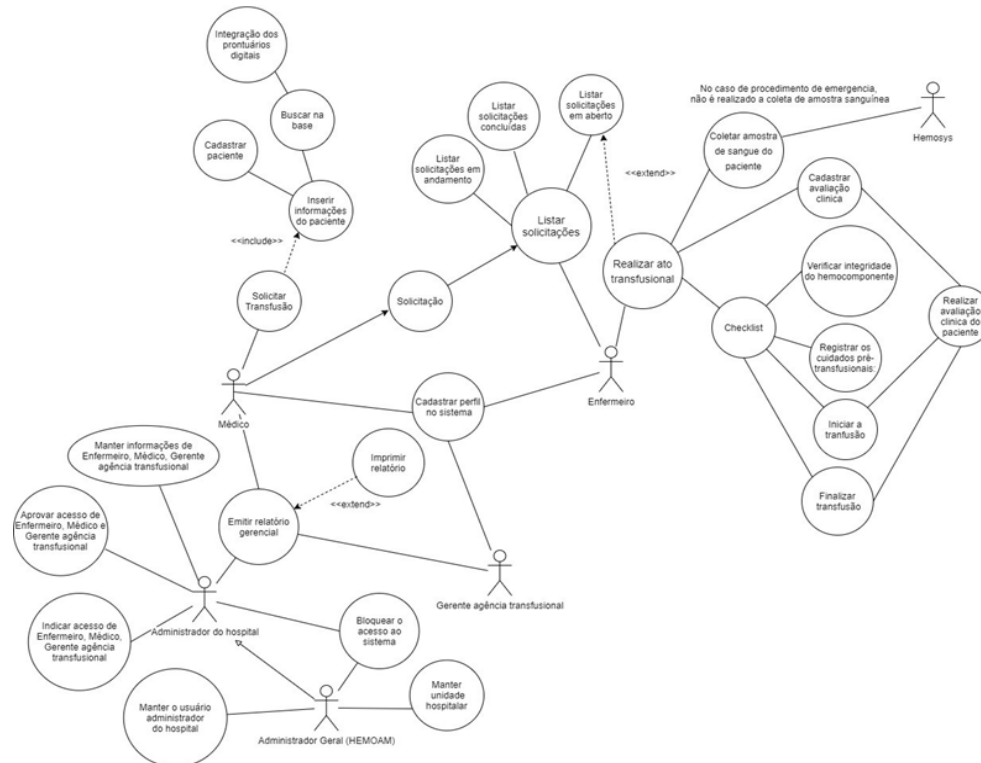 Integração dos
prontuários
digitais
Buscar na
base
Cadastrar
paciente
Inserir
informações
do paciente
<<include>>
Solicitar
Transfusão
Listar
solicitações
concluídas
Listar
solicitações
em aberto
Listar
solicitações em
andamento
Listar
solicitações
<<extend>>
Solicitação
Realizar ato
transfusional
No caso de procedimento de emergencia,
não é realizado a coleta de amostra sanguínea
Hemosys
Coletar amostra
de sangue do
paciente
Cadastrar
avaliação
clinica
Verificar integridade
do hemocomponente
Checklist
Realizar
avaliação
clinica do
paciente
Registrar os
cuidados pré-
transfusionais:
Iniciar a
tranfusão
Finalizar
transfusão
Médico
Enfermeiro
Cadastrar perfil
no sistema
Manter informações de
Enfermeiro, Médico, Gerente
agência transfusional
Imprimir
relatório
<<extend>>
Aprovar acesso de
Enfermeiro, Médico e
Gerente agência
transfusional
Emitir relatório
gerencial
Gerente agência transfusional
Indicar acesso de
Enfermeiro, Médico,
Gerente agência
transfusional
Administrador do hospital
Bloquear o
acesso ao
sistema
Manter
unidade
hospitalar
Manter o usuário
administrador
do hospital
Administrador Geral (HEMOAM)